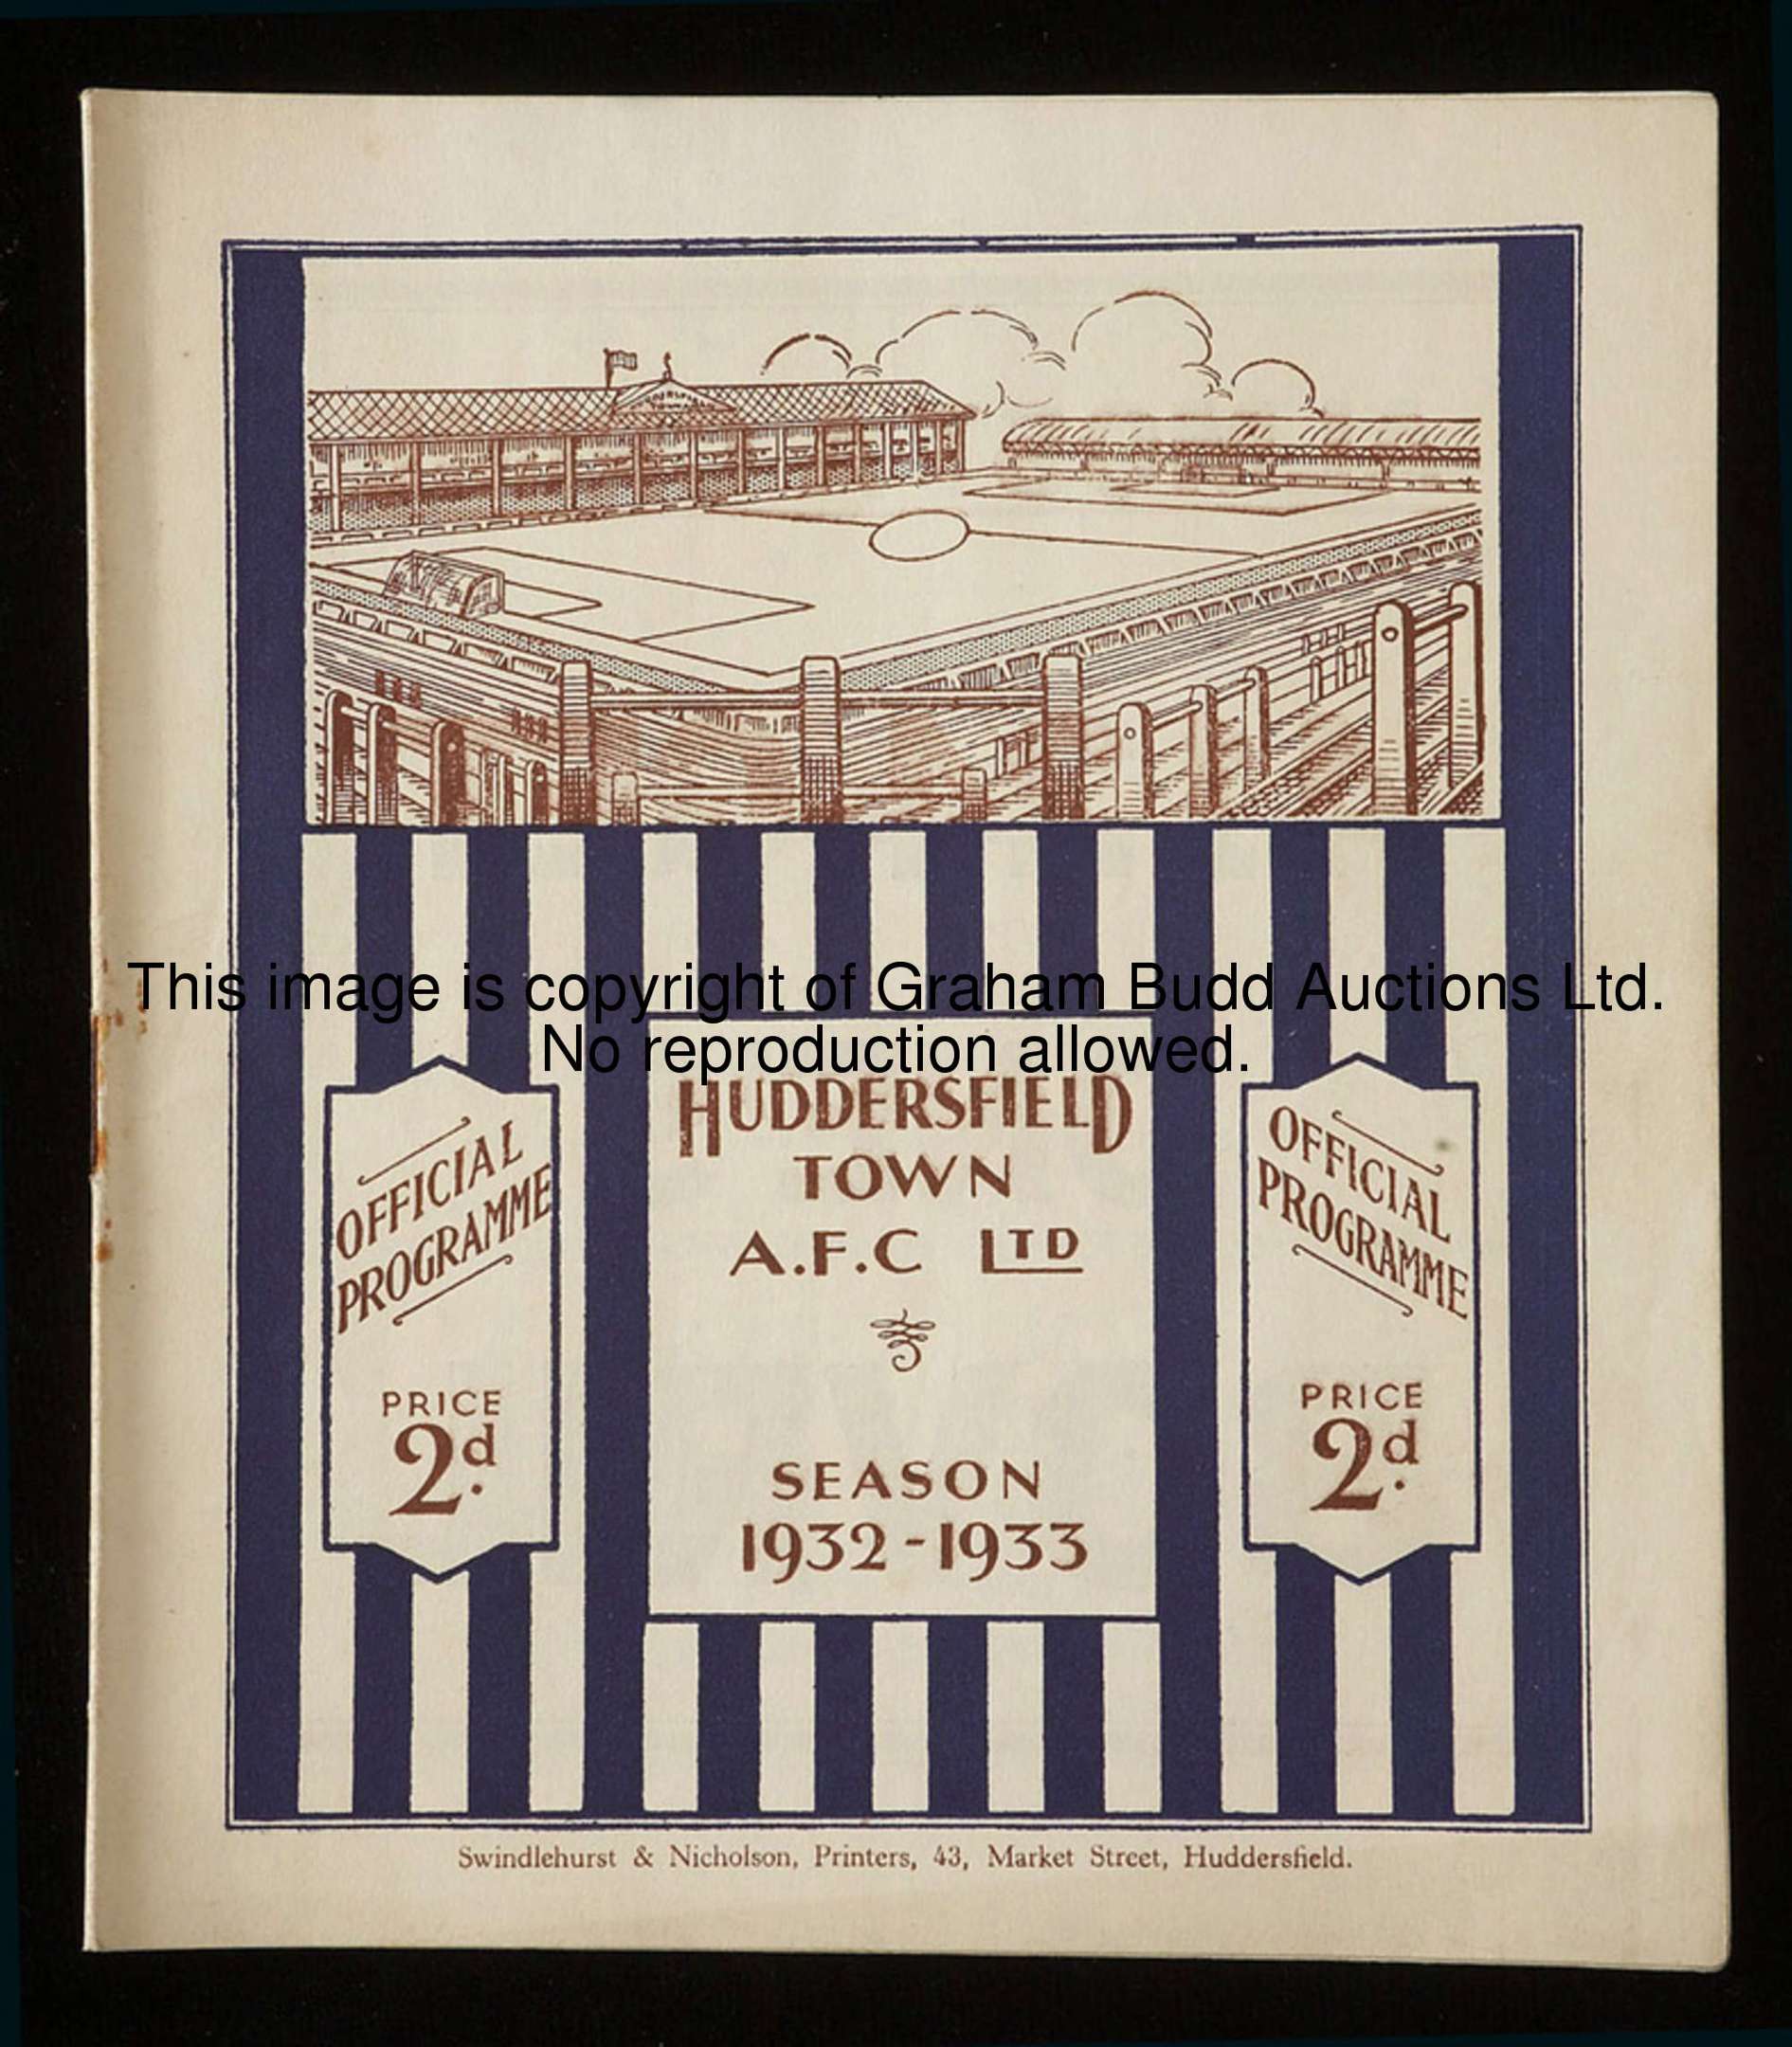 This image is copyright of Graham Budd Auctions Ltd.
No reproduction allowed.
HUDDERSFIELD
TOWN
A.F.C LTD
SEASON
1932-1933
OFFICIAL
PROGRAMME
PRICE
2d.
OFFICIAL
PROGRAMME
PRICE
2d.
Swindlehurst & Nicholson, Printers, 43, Market Street, Huddersfield.